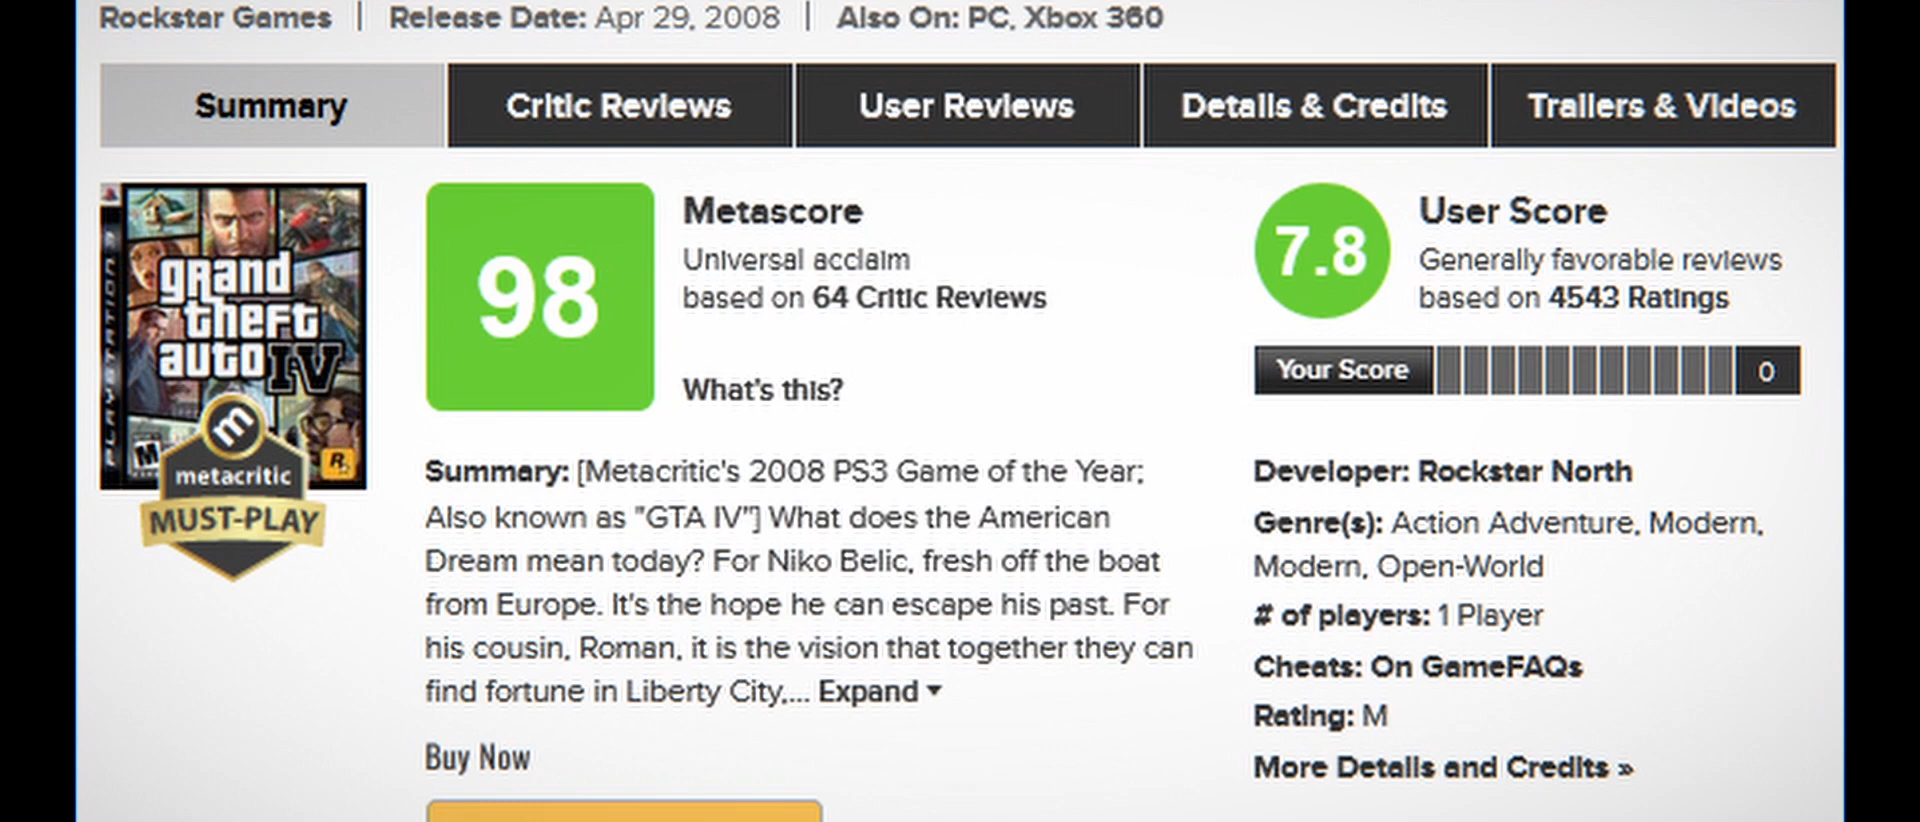 Rockstar Games | Release Date: Apr 29, 2008 | Also On: PC, Xbox 360
Summary
Critic Reviews
User Reviews
Details & Credits
Trailers & Videos
PLAYSTATION 3
grand
theft
auto IV
M
R
m
metacritic
MUST-PLAY
98
Metascore
Universal acclaim
based on 64 Critic Reviews
What's this?
7.8
User Score
Generally favorable reviews
based on 4543 Ratings
Your Score
0
Summary: [Metacritic's 2008 PS3 Game of the Year;
Also known as "GTA IV"] What does the American
Dream mean today? For Niko Belic, fresh off the boat
from Europe. It's the hope he can escape his past. For
his cousin, Roman, it is the vision that together they can
find fortune in Liberty City,... Expand
Buy Now
Developer: Rockstar North
Genre(s): Action Adventure, Modern,
Modern, Open-World
# of players: 1 Player
Cheats: On GameFAQs
Rating: M
More Details and Credits »